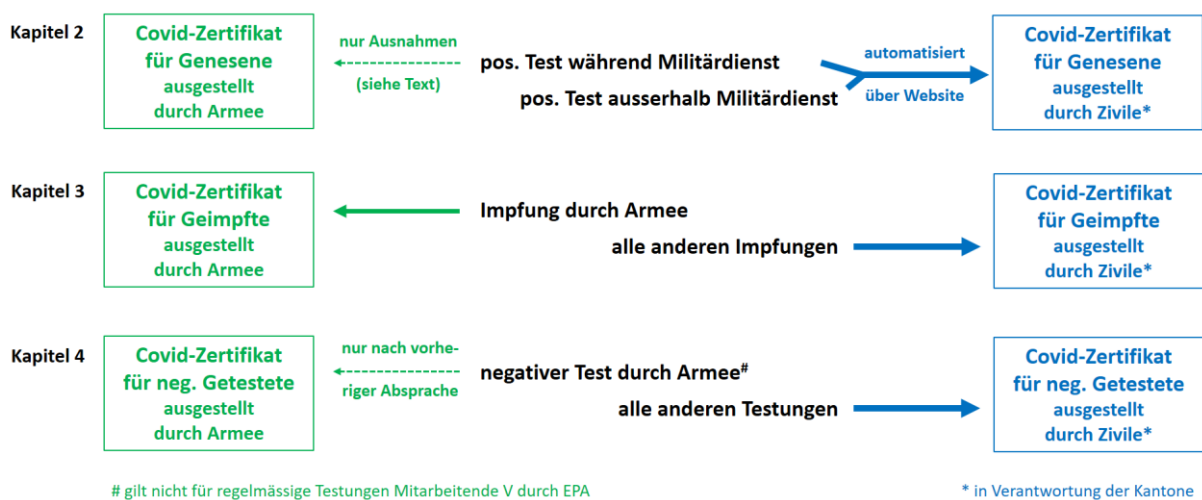 Kapitel 2
Covid-Zertifikat
für Genesene
ausgestellt
durch Armee
nur Ausnahmen
(siehe Text)
pos. Test während Militärdienst
pos. Test ausserhalb Militärdienst
automatisiert
über Website
Covid-Zertifikat
für Genesene
ausgestellt
durch Zivile*
Kapitel 3
Covid-Zertifikat
für Geimpfte
ausgestellt
durch Armee
Impfung durch Armee
alle anderen Impfungen
Covid-Zertifikat
für Geimpfte
ausgestellt
durch Zivile*
Kapitel 4
Covid-Zertifikat
für neg. Getestete
ausgestellt
durch Armee
nur nach vorhe-
riger Absprache
negativer Test durch Armee#
alle anderen Testungen
Covid-Zertifikat
für neg. Getestete
ausgestellt
durch Zivile*
# gilt nicht für regelmässige Testungen Mitarbeitende V durch EPA
* in Verantwortung der Kantone